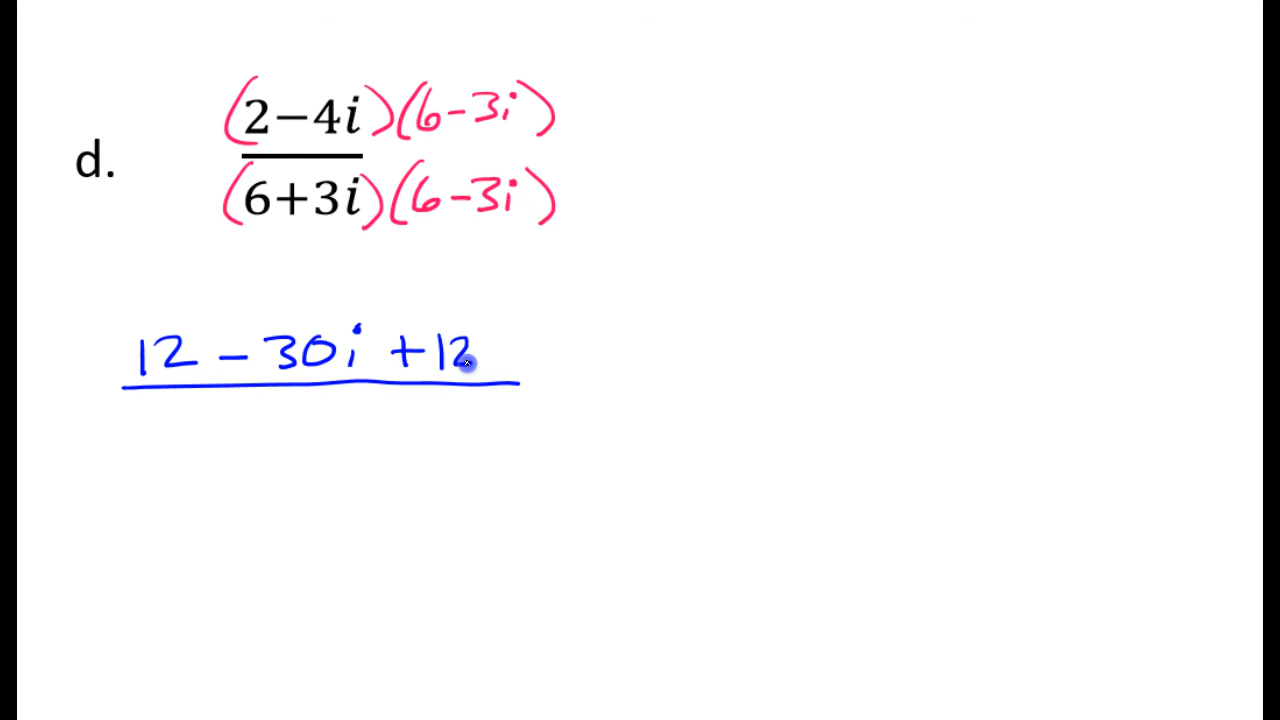 (2−4i)(6-3i)
d.
(6+3i)(6-3i)
12 - 30i +12